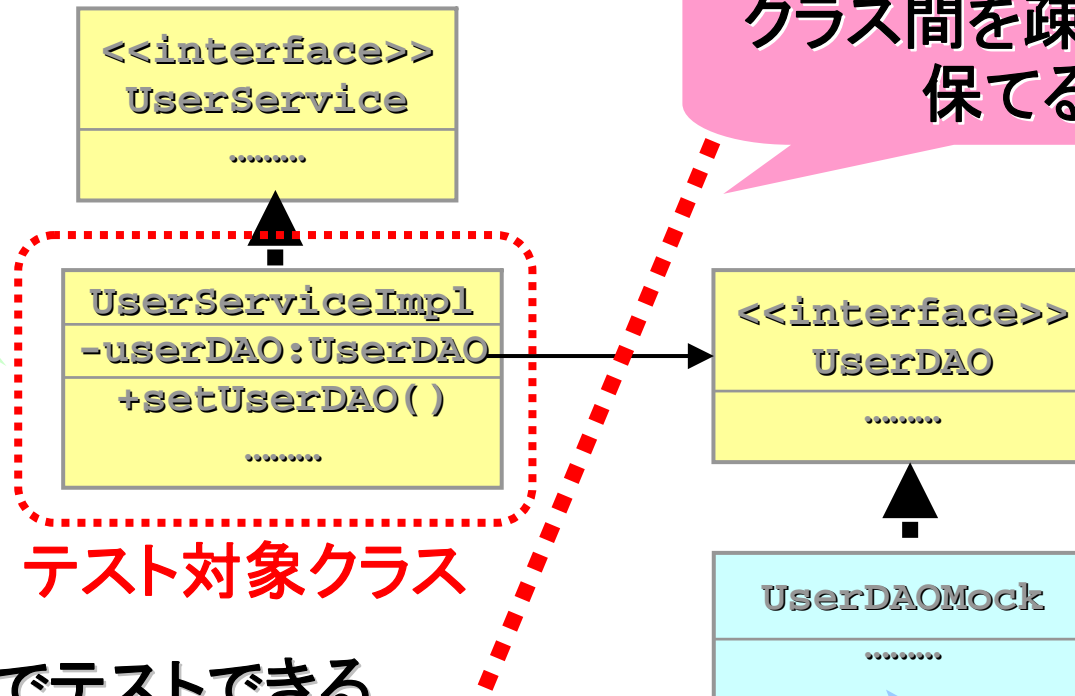 <<interface>>
UserService
.........
UserServiceImpl
-userDAO:UserDAO
+setUserDAO()
.........
テスト対象クラス
でテストできる
クラス間を疎
保てる
<<interface>>
UserDAO
.........
UserDAOMock
.........